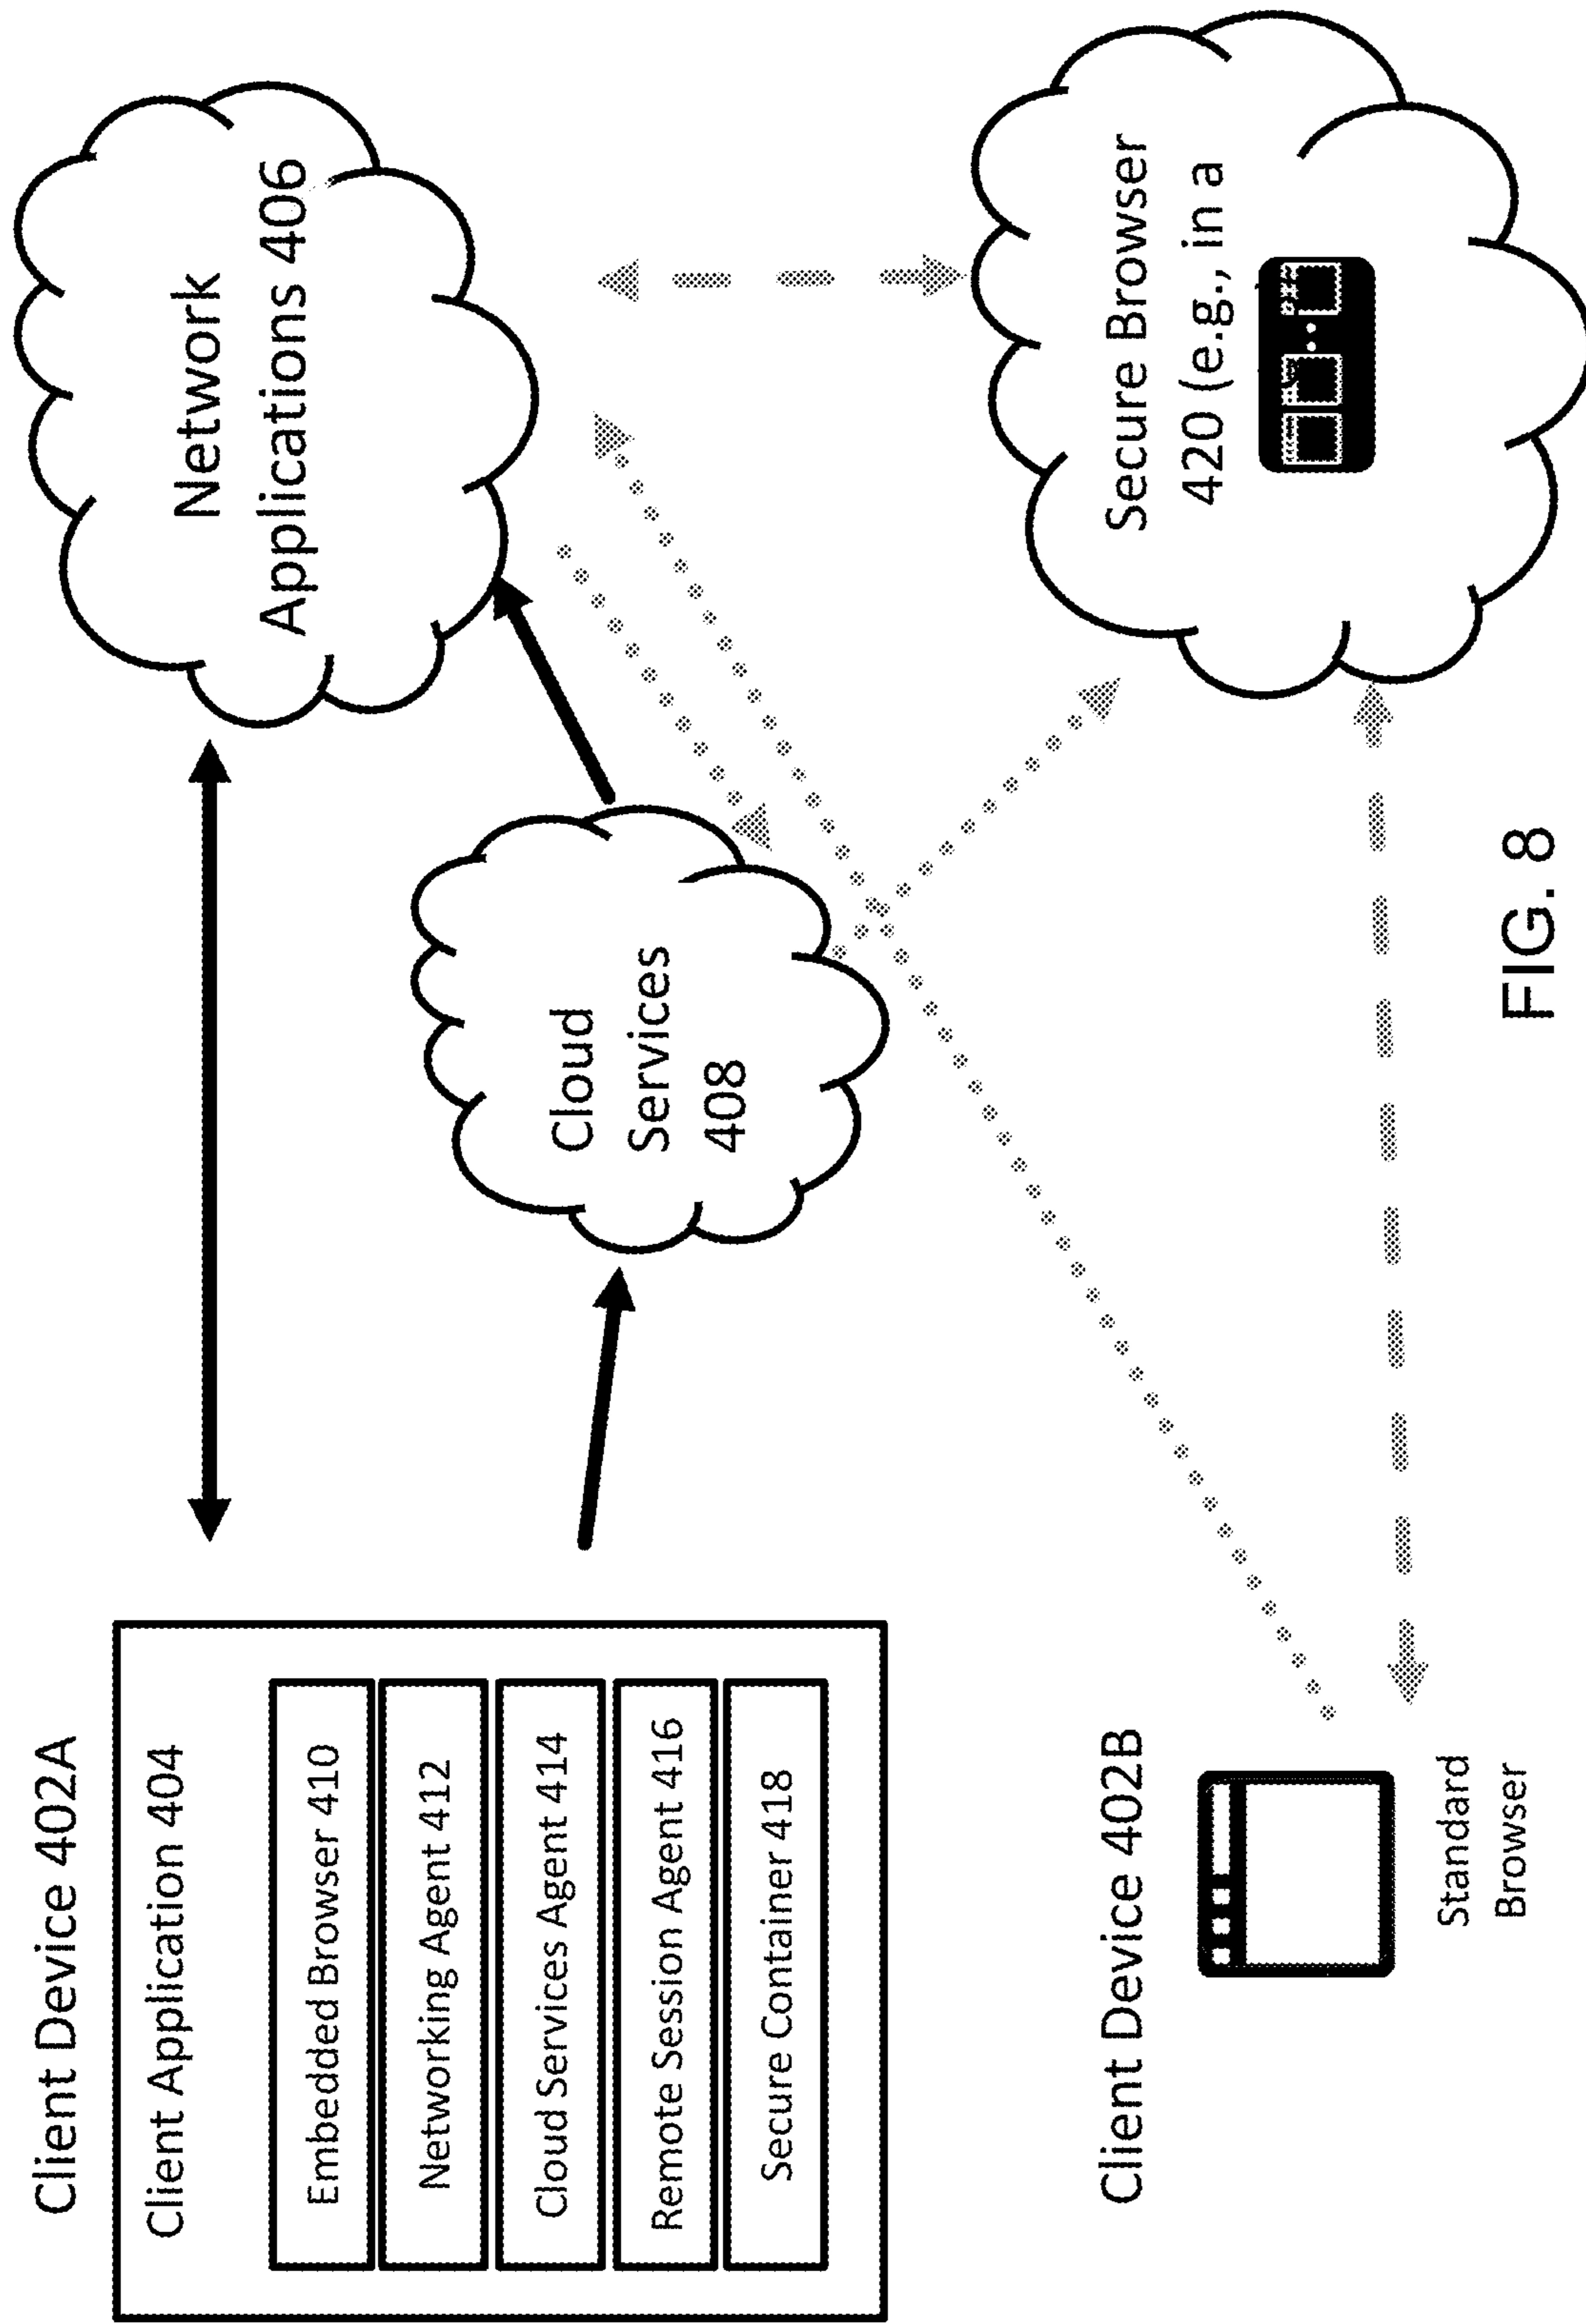 Client Device 402A
Client Application 404
Embedded Browser 410
Networking Agent 412
Cloud Services Agent 414
Remote Session Agent 416
Secure Container 418
Cloud
Services
408
Network
Applications 406
Client Device 402B
Standard
Browser
Secure Browser
420 (e.g., in a
FIG. 8